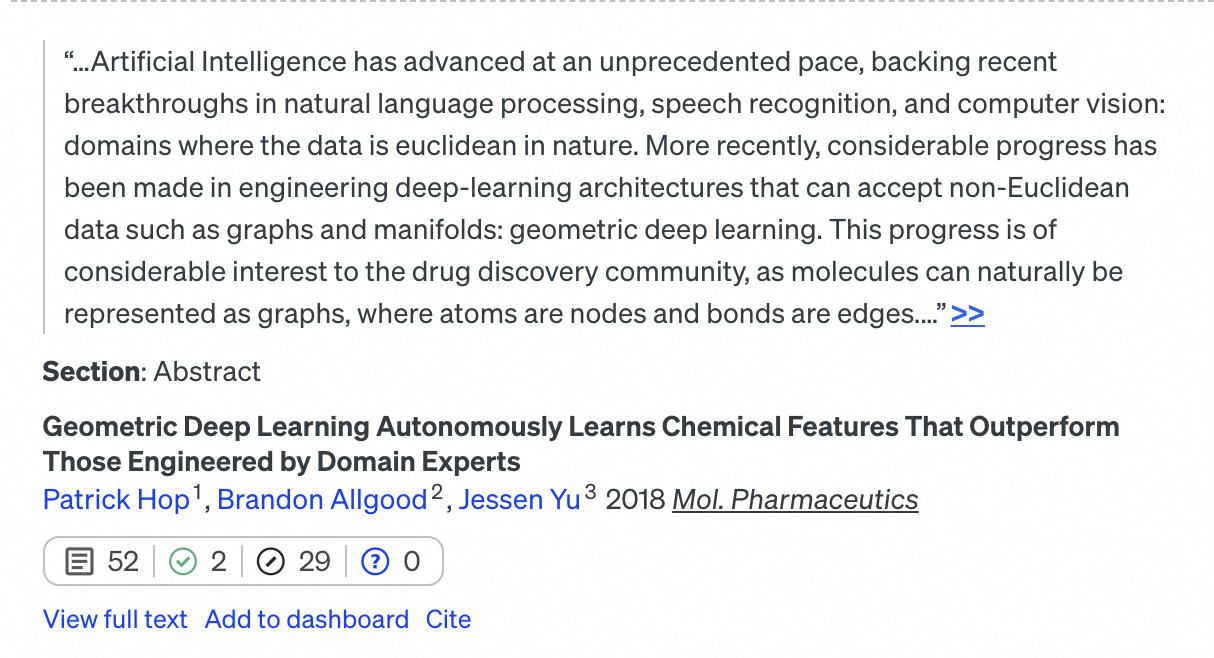 “...Artificial Intelligence has advanced at an unprecedented pace, backing recent
breakthroughs in natural language processing, speech recognition, and computer vision:
domains where the data is euclidean in nature. More recently, considerable progress has
been made in engineering deep-learning architectures that can accept non-Euclidean
data such as graphs and manifolds: geometric deep learning. This progress is of
considerable interest to the drug discovery community, as molecules can naturally be
represented as graphs, where atoms are nodes and bonds are edges....” >>
Section: Abstract
Geometric Deep Learning Autonomously Learns Chemical Features That Outperform
Those Engineered by Domain Experts
Patrick Hop¹, Brandon Allgood², Jessen Yu³ 2018 Mol. Pharmaceutics
52 2 29 ? 0
View full text Add to dashboard Cite